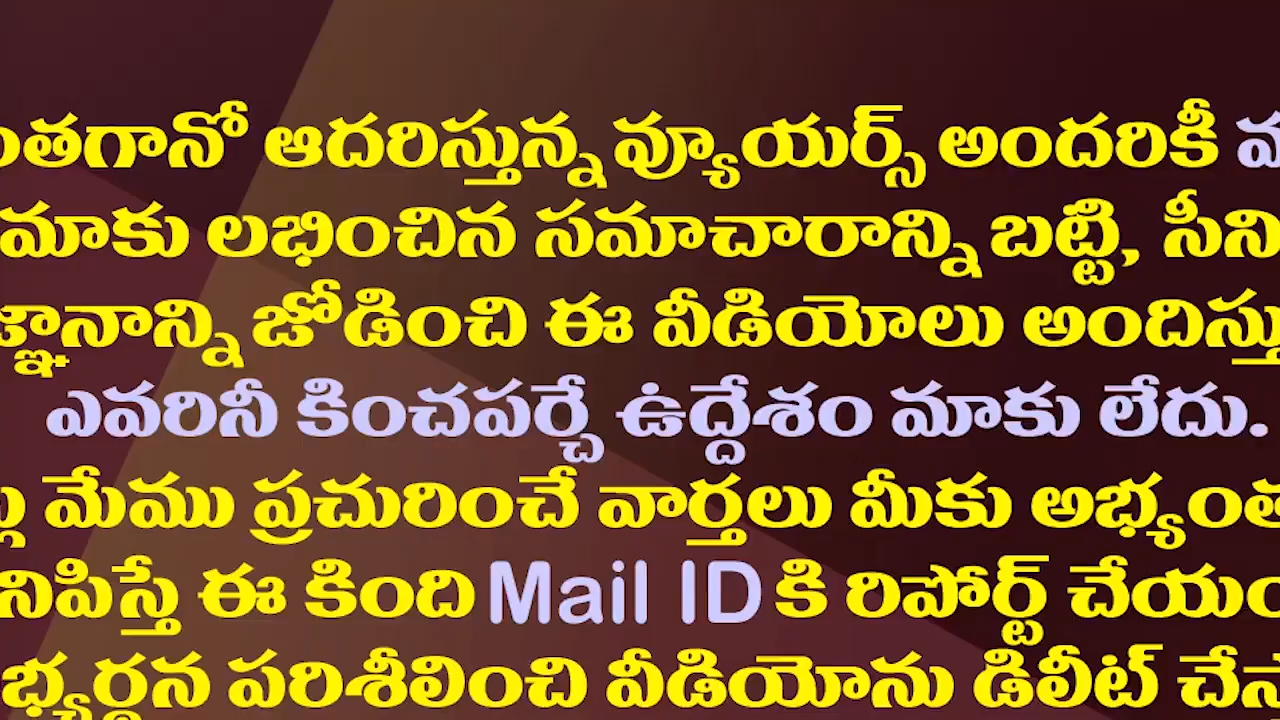 ఆదరిస్తున్న వ్యూయర్స్ అందరికీ
మాకు లభించిన సమాచారాన్ని బట్టి,
జోడించి ఈ వీడియోలు
ఎవరినీ కించపర్చే ఉద్దేశం మాకు లేదు.
మేము ప్రచురించే వార్తలు మీకు
ఈ కింది Mail ID కి రిపోర్ట్
పరిశీలించి వీడియోను డిలీట్